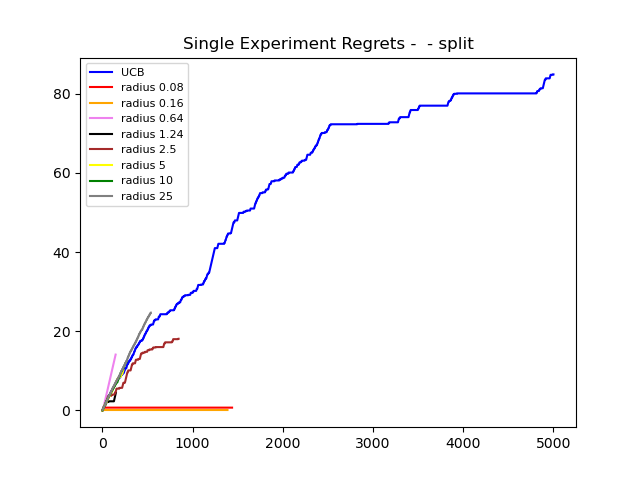 Single Experiment Regrets -  - split
UCB
radius 0.08
radius 0.16
radius 0.64
radius 1.24
radius 2.5
radius 5
radius 10
radius 25
80
60
40
20
0
0 1000 2000 3000 4000 5000